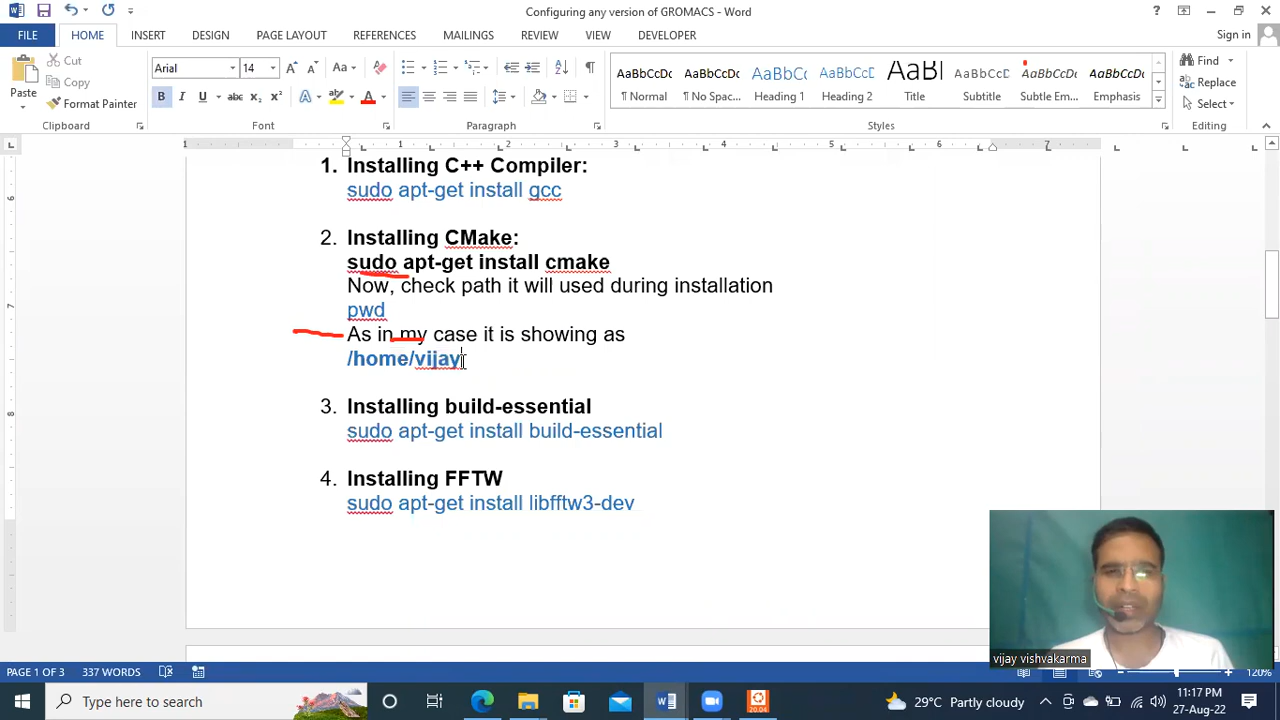 Configuring any version of GROMACS - Word
FILE HOME INSERT DESIGN PAGE LAYOUT REFERENCES MAILINGS REVIEW VIEW DEVELOPER Sign in
Paste Cut Copy Format Painter
Arial 14
AaBbCcDc AaBbCcDc AaBbCc AaBbCcD AaBl AaBbCcD AaBbCcDc AaBbCcDc
¶ Normal ¶ No Spac... Heading 1 Heading 2 Title Subtitle Subtle Em... Emphasis
Find Replace Select
Clipboard Font Paragraph Styles Editing
1. Installing C++ Compiler:
sudo apt-get install gcc
2. Installing CMake:
sudo apt-get install cmake
Now, check path it will used during installation
pwd
As in my case it is showing as
/home/vijay
3. Installing build-essential
sudo apt-get install build-essential
4. Installing FFTW
sudo apt-get install libfftw3-dev
vijay vishvakarma
PAGE 1 OF 3 337 WORDS 120%
Type here to search
20.04
29°C Partly cloudy
11:17 PM
27-Aug-22